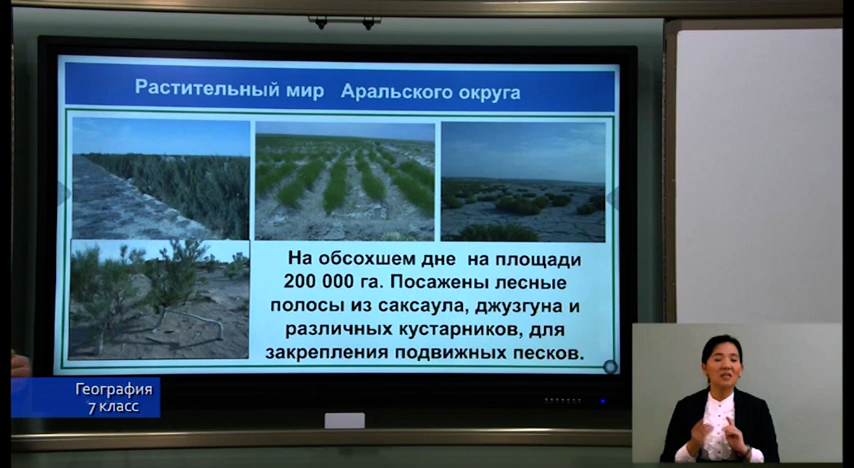 Растительный мир Аральского округа
На обсохшем дне на площади
200 000 га. Посажены лесные
полосы из саксаула, джузгуна и
различных кустарников, для
закрепления подвижных песков.
География
7 класс